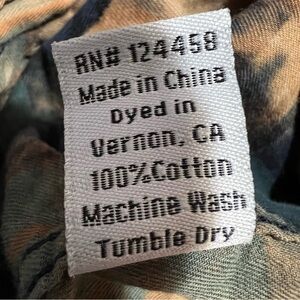 RN# 124458
Made in China
Dyed in
Vernon, CA
100%Cotton
Machine Wash
Tumble Dry